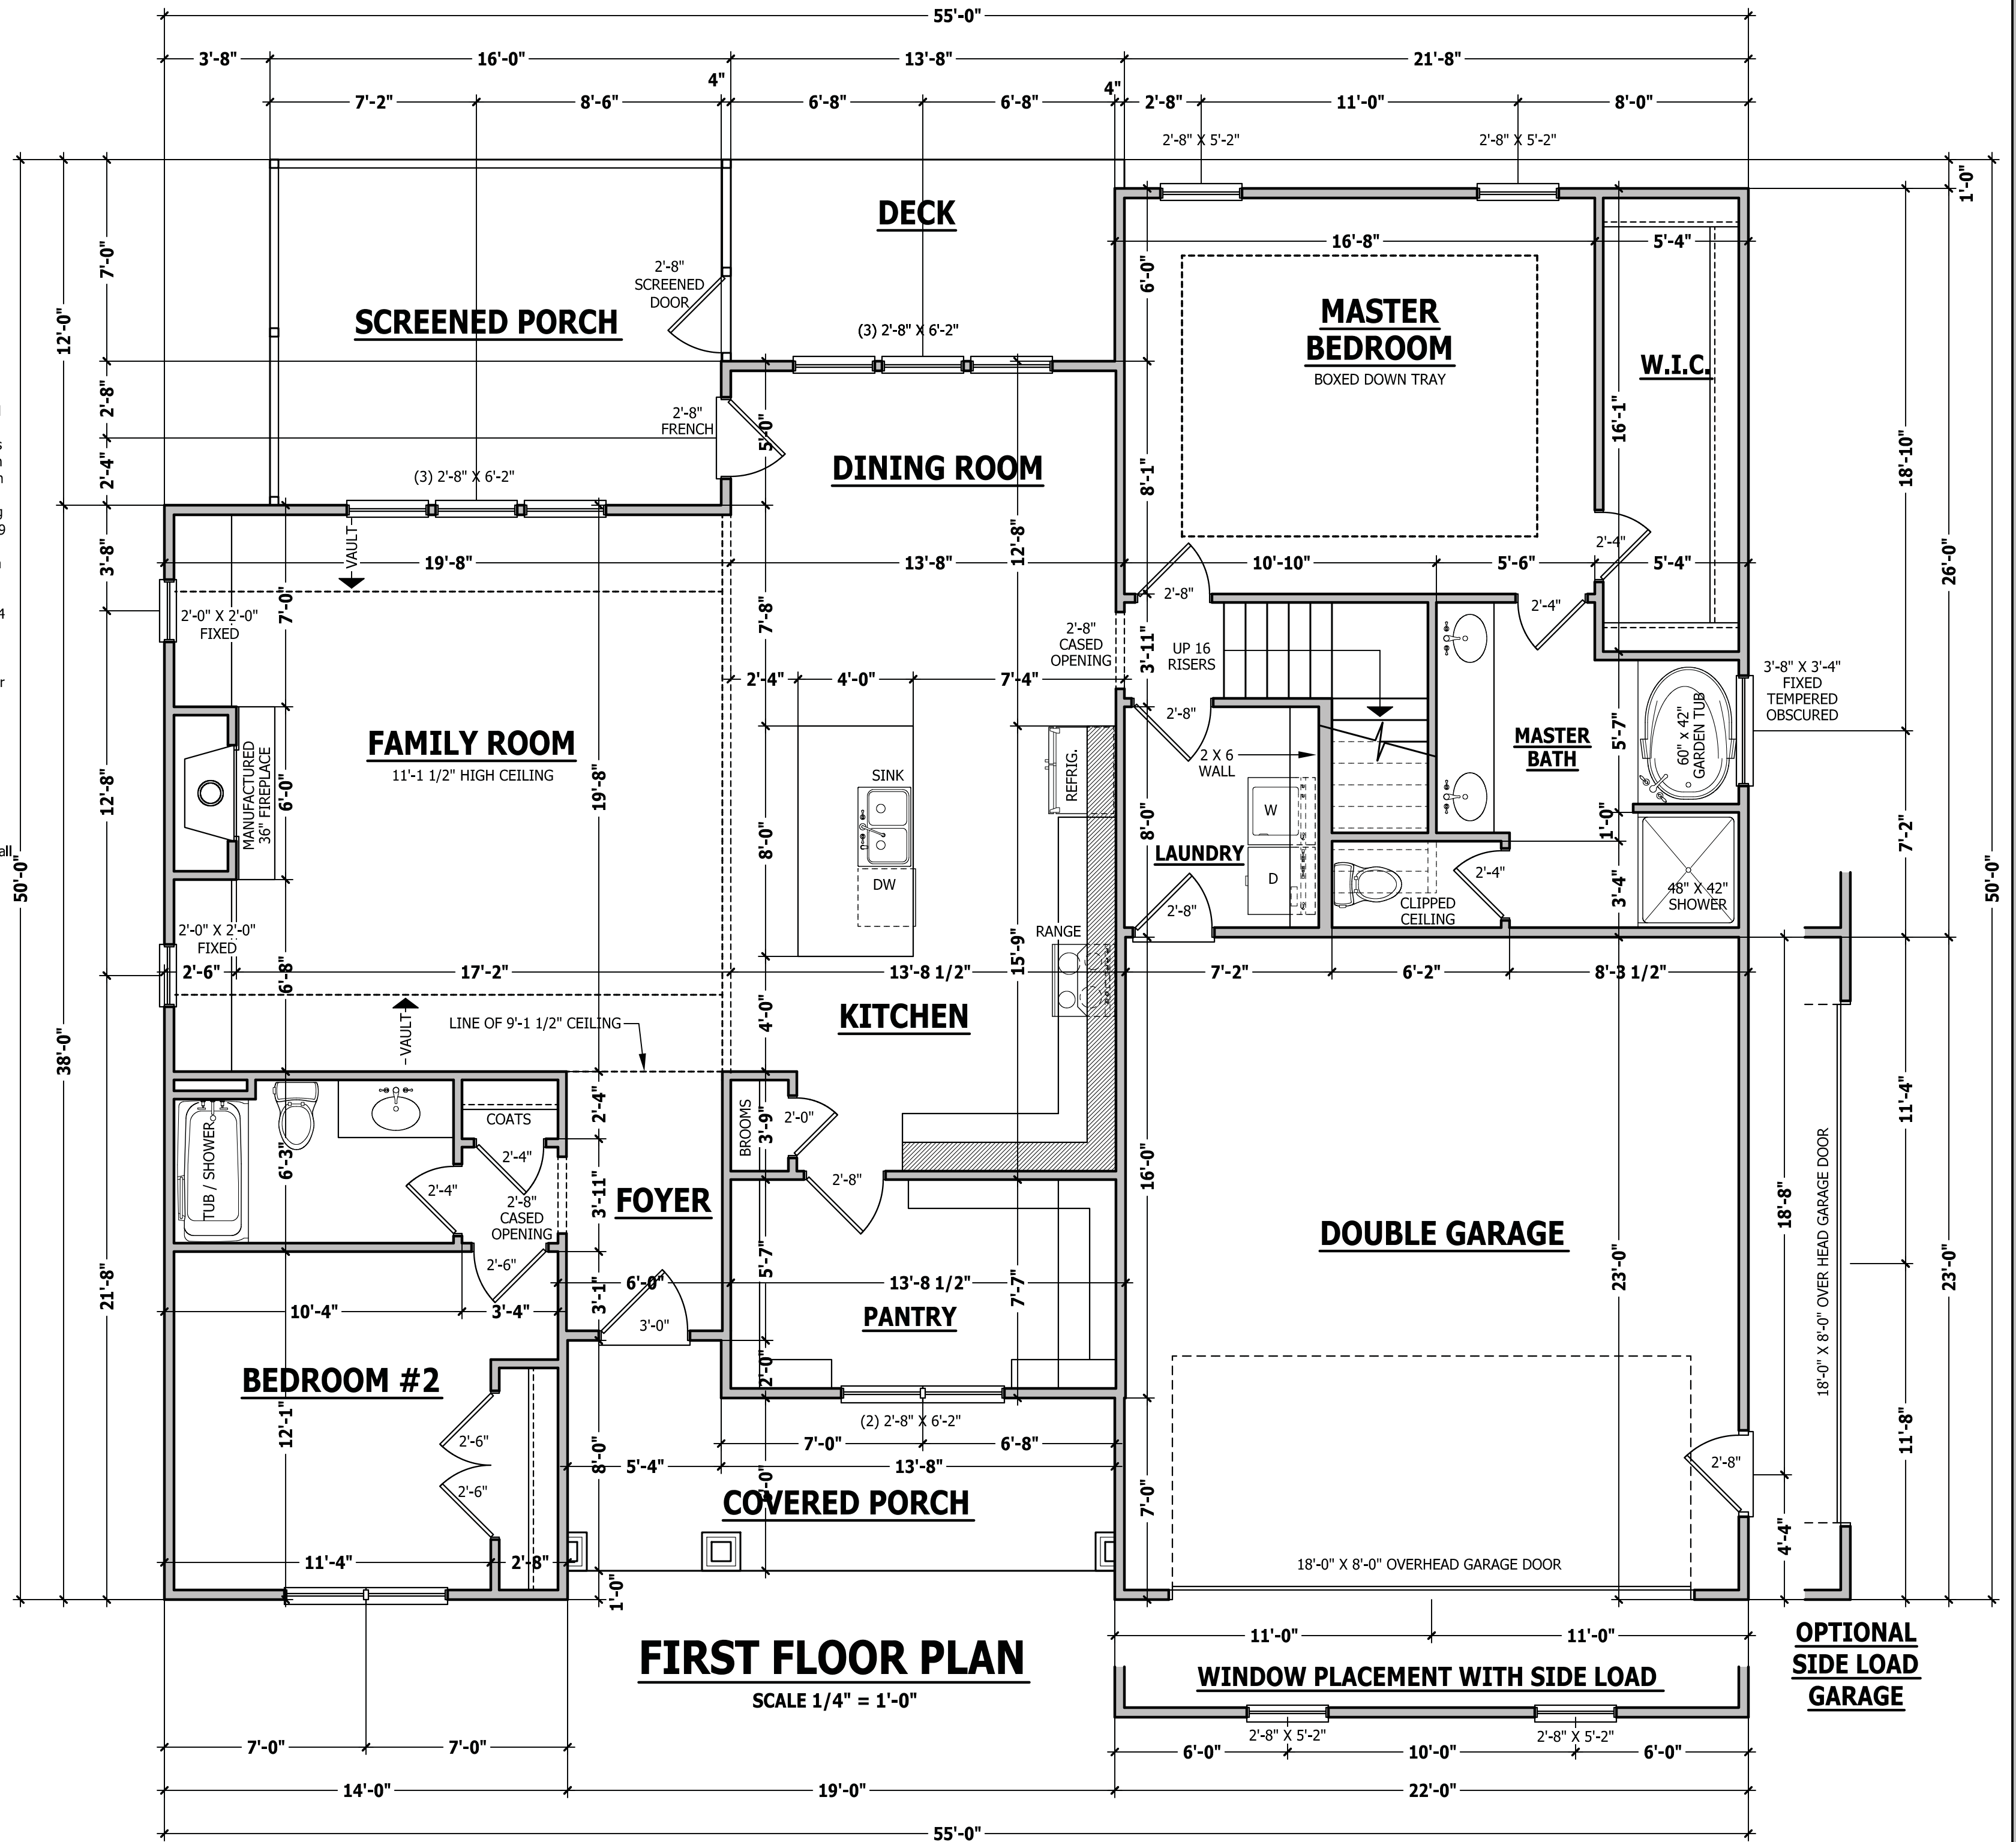 55'-0"
3'-8"
16'-0"
13'-8"
21'-8"
4"
4"
7'-2"
8'-6"
6'-8"
6'-8"
2'-8"
11'-0"
8'-0"
2'-8" X 5'-2"
2'-8" X 5'-2"
1'-0"
DECK
16'-8"
5'-4"
7'-0"
6'-0"
2'-8"
SCREENED
DOOR
SCREENED PORCH
12'-0"
(3) 2'-8" X 6'-2"
MASTER
BEDROOM
BOXED DOWN TRAY
W.I.C.
2'-8"
2'-8"
FRENCH
5'-0"
16'-1"
18'-10"
DINING ROOM
2'-4"
(3) 2'-8" X 6'-2"
8'-1"
VAULT
12'-8"
2'-4"
3'-8"
19'-8"
13'-8"
10'-10"
5'-6"
5'-4"
26'-0"
2'-0" X 2'-0"
FIXED
7'-0"
7'-8"
2'-8"
2'-4"
2'-8"
CASED
OPENING
3'-11"
UP 16
RISERS
2'-4"
4'-0"
7'-4"
3'-8" X 3'-4"
FIXED
TEMPERED
OBSCURED
2'-8"
FAMILY ROOM
11'-1 1/2" HIGH CEILING
2 X 6
WALL
MASTER
BATH
5'-7"
60" x 42"
GARDEN TUB
12'-8"
MANUFACTURED
36" FIREPLACE
6'-0"
19'-8"
SINK
REFRIG.
W
8'-0"
8'-0"
1'-0"
7'-2"
all
50'-0"
LAUNDRY
DW
D
2'-4"
3'-4"
48" X 42"
SHOWER
50'-0"
2'-8"
CLIPPED
CEILING
2'-0" X 2'-0"
FIXED
RANGE
15'-9"
2'-6"
17'-2"
13'-8 1/2"
7'-2"
6'-2"
8'-3 1/2"
6'-8"
KITCHEN
4'-0"
LINE OF 9'-1 1/2" CEILING
VAULT
38'-0"
COATS
2'-4"
BROOMS
3'-9"
2'-0"
11'-4"
TUB / SHOWER
6'-3"
2'-4"
2'-4"
2'-8"
CASED
OPENING
3'-11"
FOYER
2'-8"
16'-0"
18'-0" X 8'-0" OVER HEAD GARAGE DOOR
18'-8"
DOUBLE GARAGE
2'-6"
5'-7"
21'-8"
6'-0"
13'-8 1/2"
7'-7"
23'-0"
23'-0"
10'-4"
3'-4"
3'-1"
3'-0"
PANTRY
BEDROOM #2
2'-0"
12'-1"
(2) 2'-8" X 6'-2"
11'-8"
2'-6"
7'-0"
6'-8"
8'-0"
5'-4"
13'-8"
2'-8"
2'-6"
COVERED PORCH
7'-0"
4'-4"
11'-4"
2'-8"
18'-0" X 8'-0" OVERHEAD GARAGE DOOR
1'-0"
11'-0"
11'-0"
OPTIONAL
SIDE LOAD
GARAGE
FIRST FLOOR PLAN
SCALE 1/4" = 1'-0"
WINDOW PLACEMENT WITH SIDE LOAD
2'-8" X 5'-2"
2'-8" X 5'-2"
7'-0"
7'-0"
6'-0"
10'-0"
6'-0"
14'-0"
19'-0"
22'-0"
55'-0"